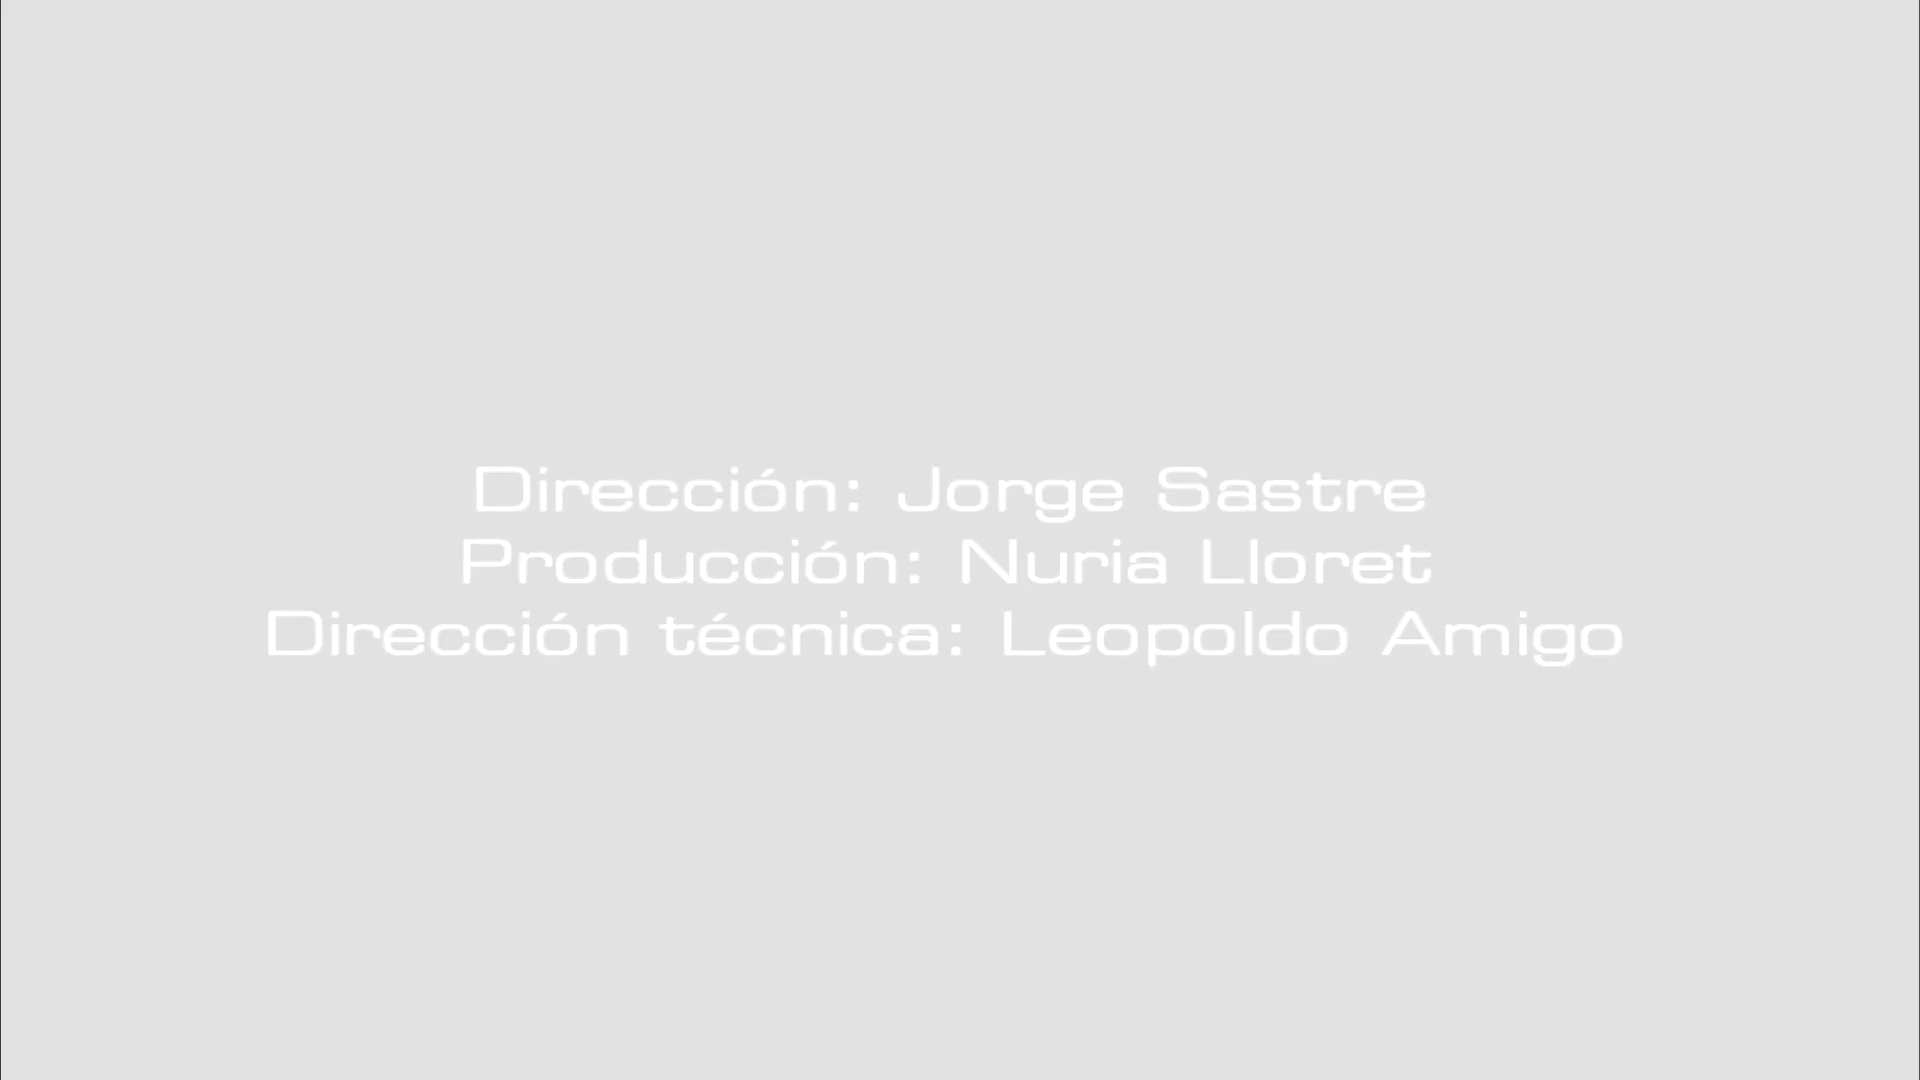 Dirección: Jorge Sastre
Producción: Nuria Lloret
Dirección técnica: Leopoldo Amigo